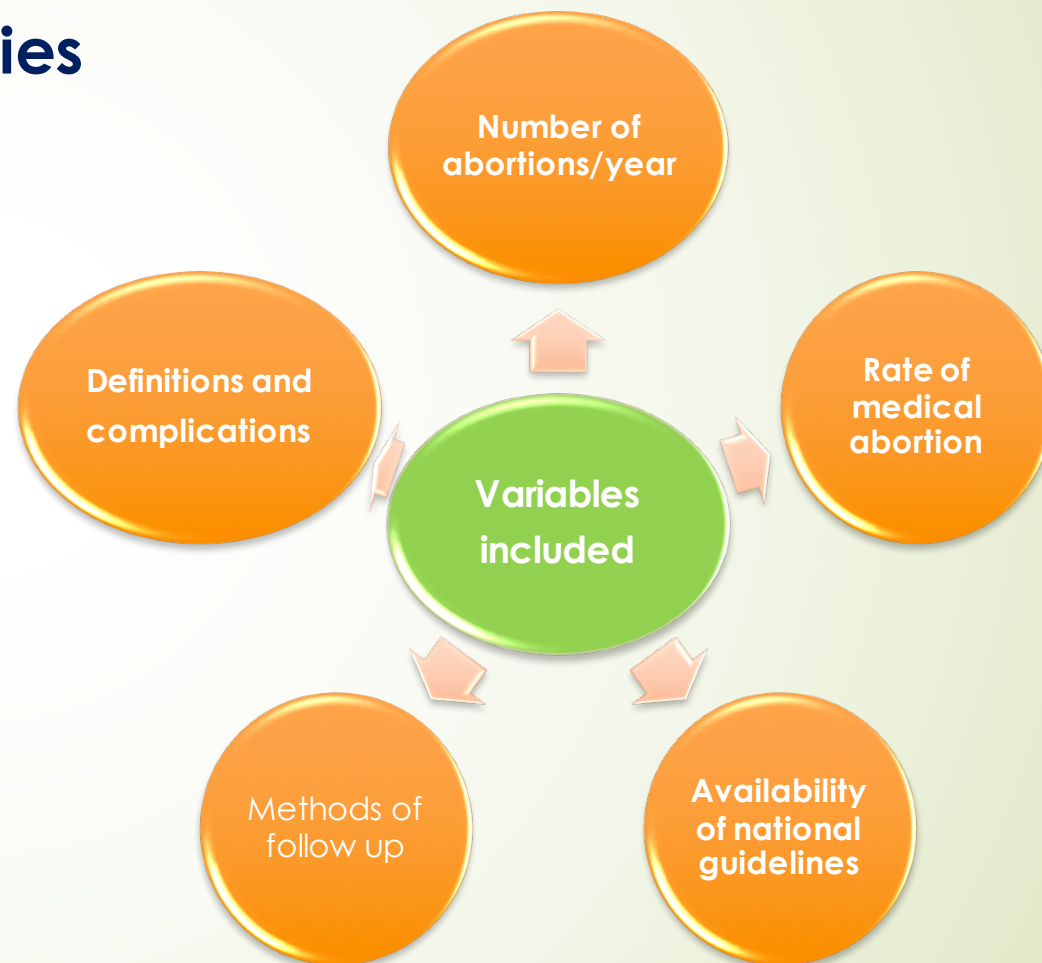 ies
Number of
abortions/year
Rate of
medical
abortion
Definitions and
complications
Variables
included
Methods of
follow up
Availability
of national
guidelines